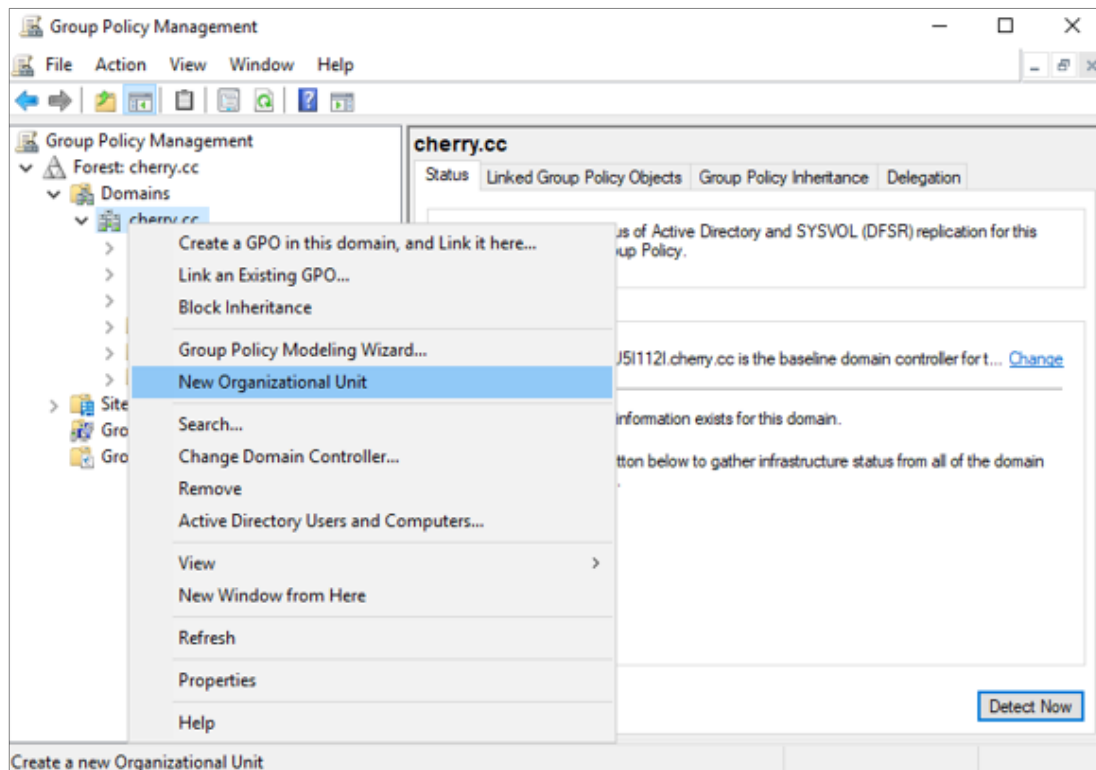 Group Policy Management
File Action View Window Help
Group Policy Management
Forest: cherry.cc
Domains
cherry.cc
Site
Gro
Gro
Create a GPO in this domain, and Link it here...
Link an Existing GPO...
Block Inheritance
Group Policy Modeling Wizard...
New Organizational Unit
Search...
Change Domain Controller...
Remove
Active Directory Users and Computers...
View
New Window from Here
Refresh
Properties
Help
cherry.cc
Status Linked Group Policy Objects Group Policy Inheritance Delegation
us of Active Directory and SYSVOL (DFSR) replication for this
up Policy.
J5I112I.cherry.cc is the baseline domain controller for t... Change
information exists for this domain.
tton below to gather infrastructure status from all of the domain
Detect Now
Create a new Organizational Unit